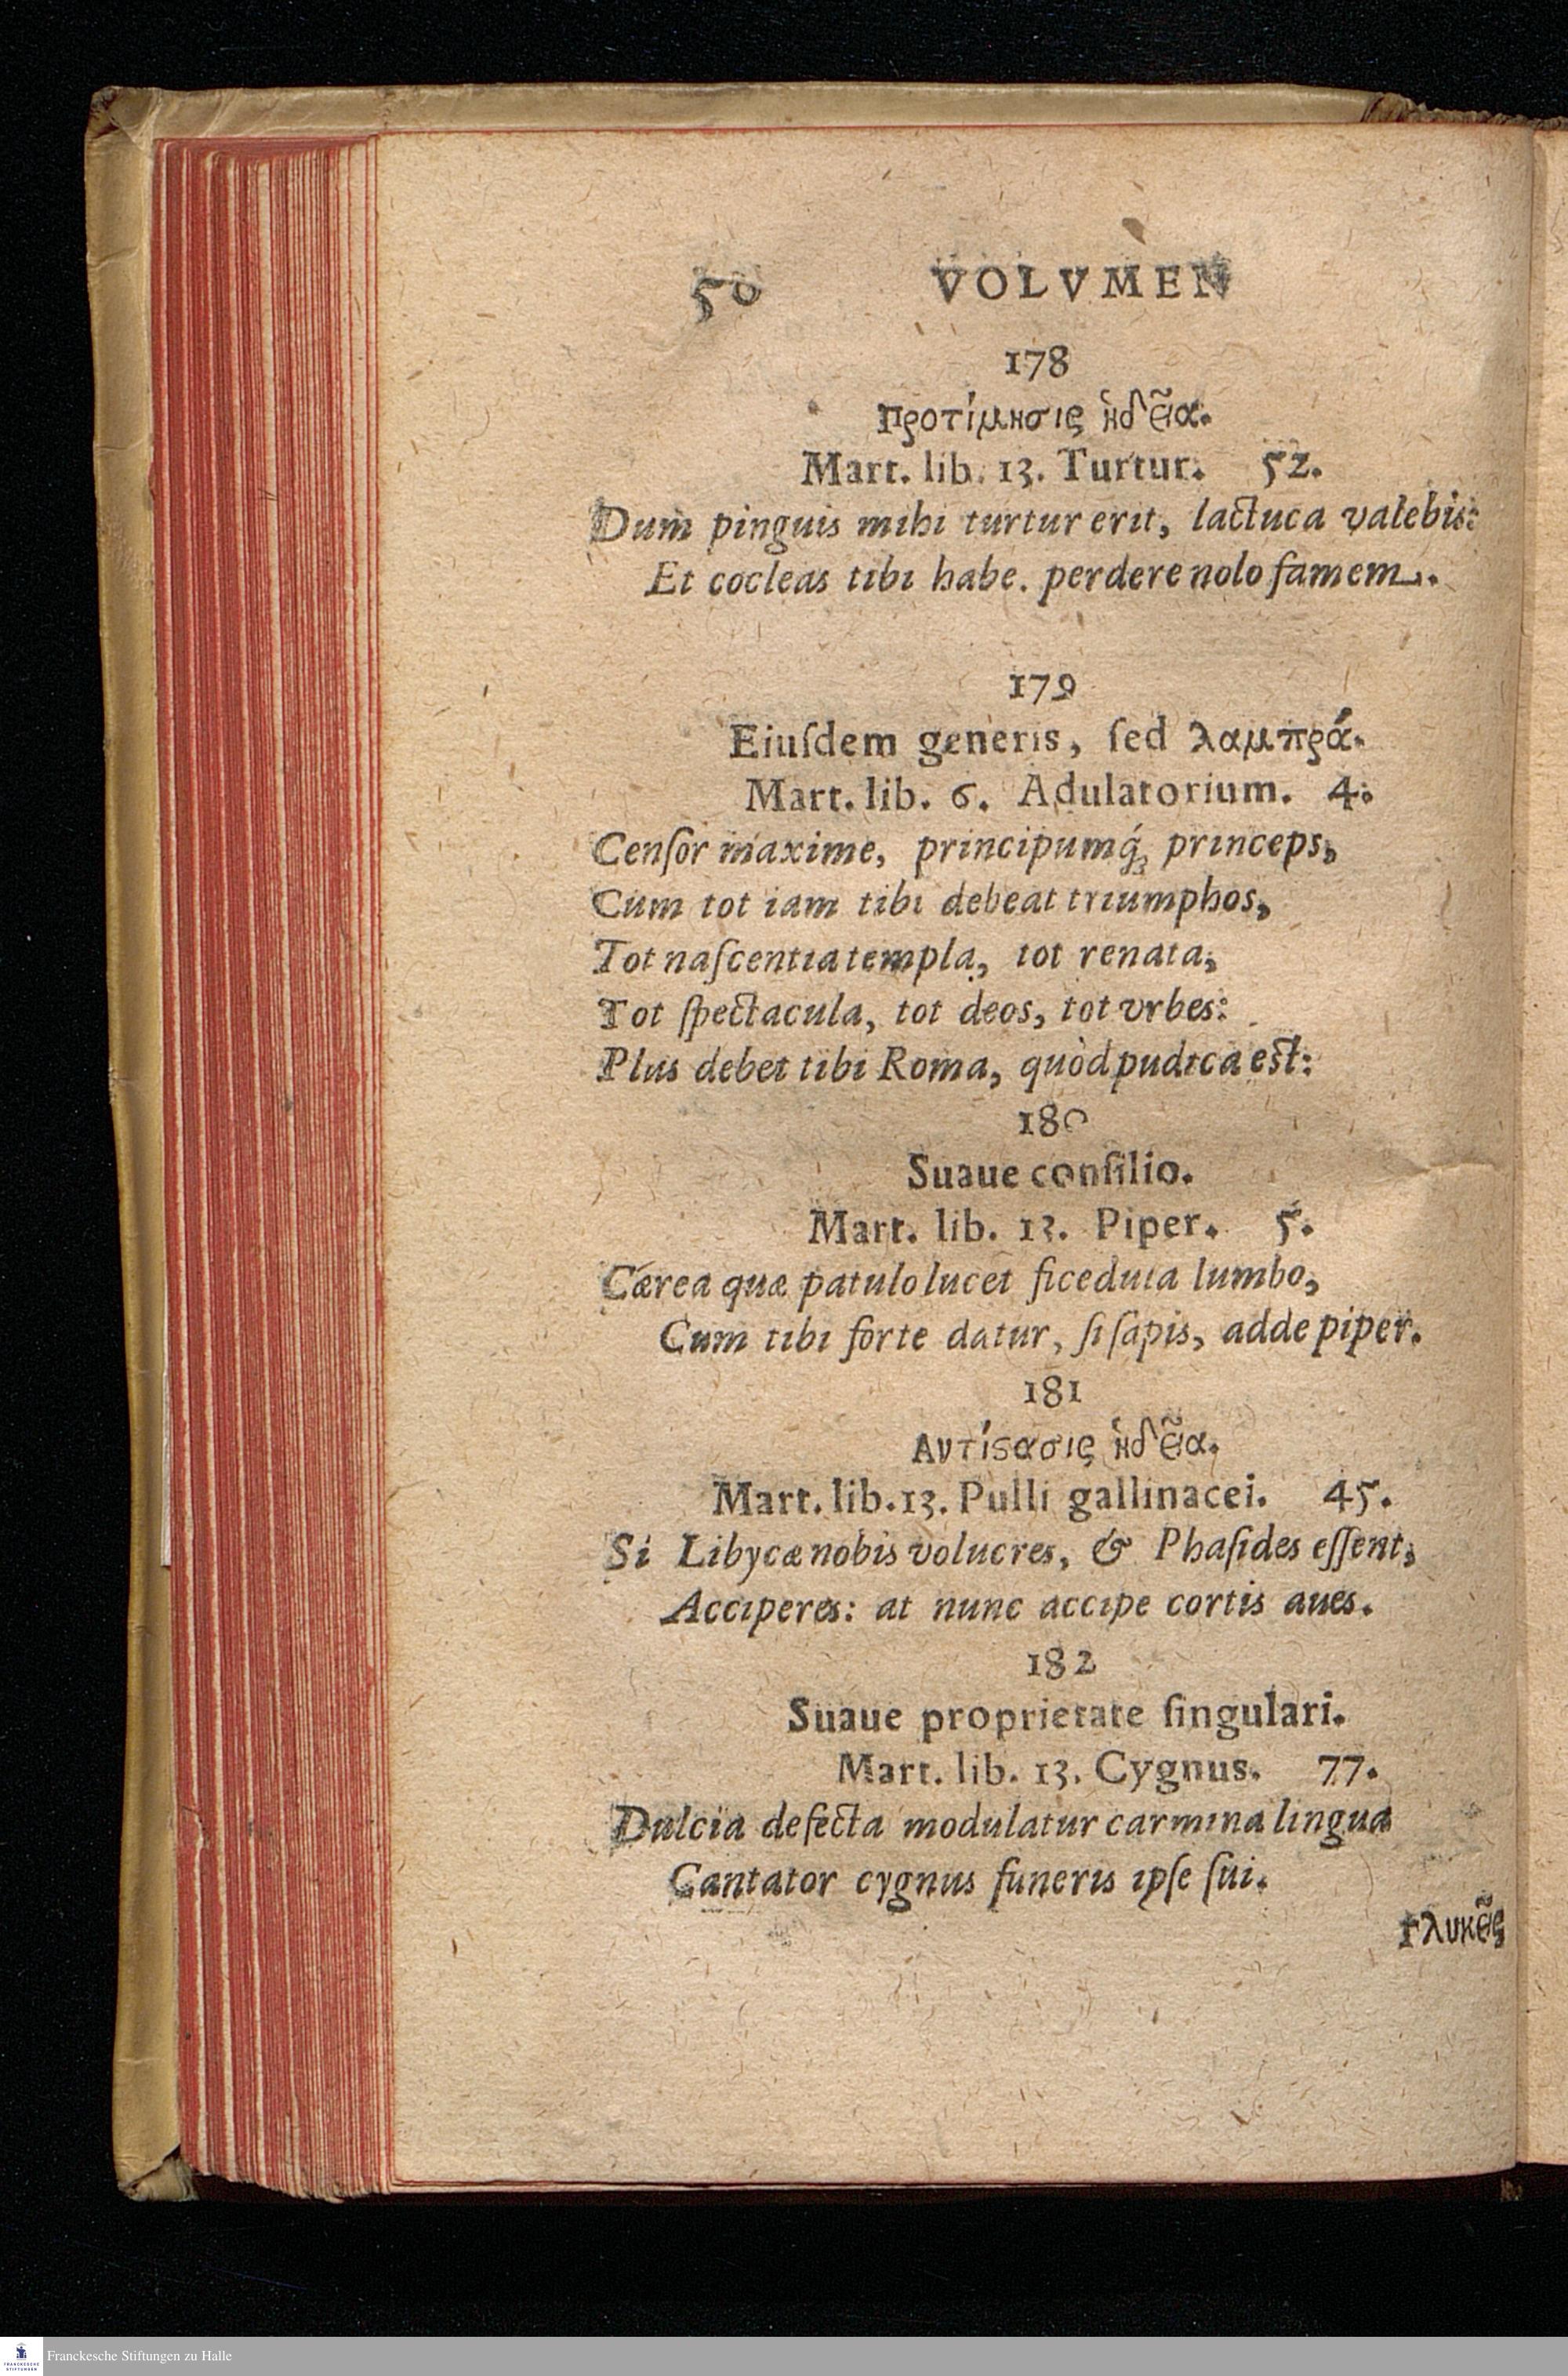 50 VOLVMEN
178
Προτίμησις ἡδεῖα.
Mart. lib. 13. Turtur. 52.
Dum pinguis mihi turtur erit, lactuca valebis:
Et cocleas tibi habe. perdere nolo famem.
179
Eiuſdem generis, ſed λαμπρά.
Mart. lib. 6. Adulatorium. 4.
Cenſor maxime, principumq́ꝫ princeps,
Cum tot iam tibi debeat triumphos,
Tot naſcentia templa, tot renata,
Tot ſpectacula, tot deos, tot vrbes:
Plus debet tibi Roma, quòd pudica est:
180
Suaue conſilio.
Mart. lib. 13. Piper. 5.
Cærea quæ patulo lucet ficedula lumbo,
Cum tibi forte datur, ſi ſapis, adde piper.
181
Αντίϛασις ἡδεῖα.
Mart. lib. 13. Pulli gallinacei. 45.
Si Libycæ nobis volucres, & Phaſides eſſent,
Acciperes: at nunc accipe cortis aues.
182
Suaue proprietate ſingulari.
Mart. lib. 13. Cygnus. 77.
Dulcia defecta modulatur carmina lingua
Cantator cygnus funeris ipſe ſui.
Γλυκεῖς
FRANCKESCHE STIFTUNGEN
Franckesche Stiftungen zu Halle